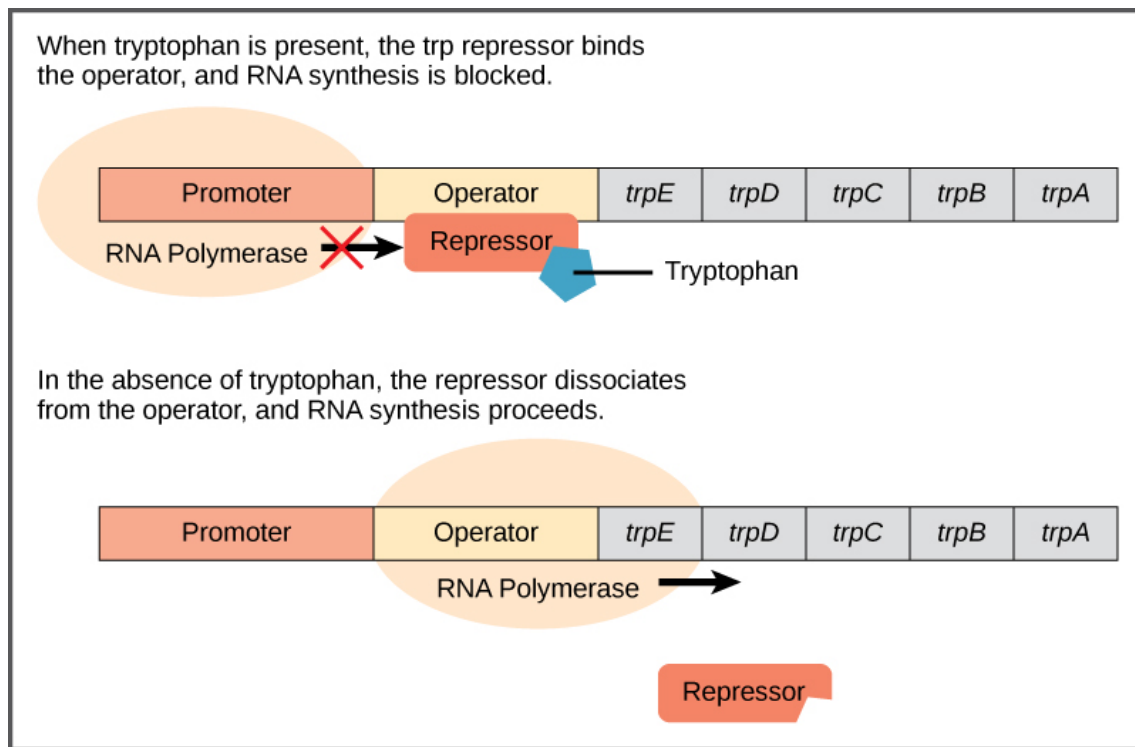 When tryptophan is present, the trp repressor binds
the operator, and RNA synthesis is blocked.
Promoter Operator trpE trpD trpC trpB trpA
RNA Polymerase Repressor
Tryptophan
In the absence of tryptophan, the repressor dissociates
from the operator, and RNA synthesis proceeds.
Promoter Operator trpE trpD trpC trpB trpA
RNA Polymerase
Repressor